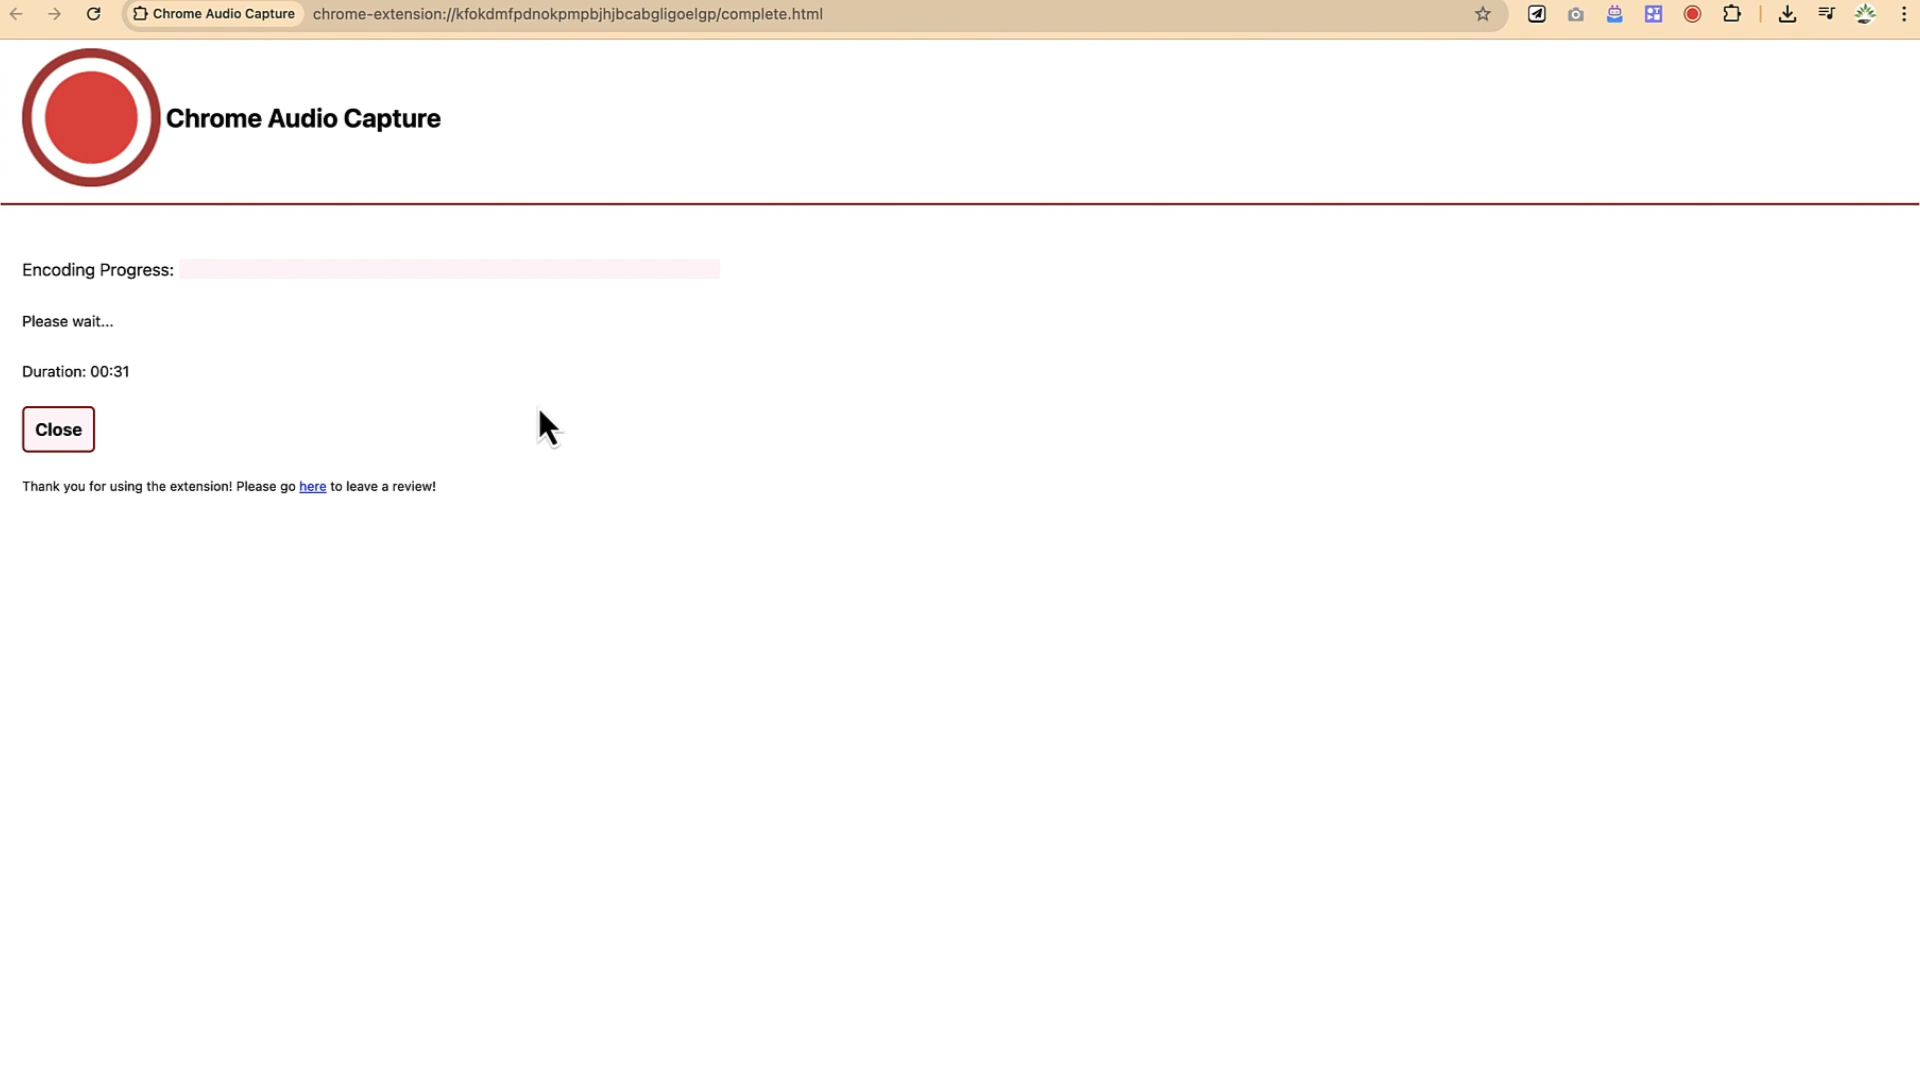 Chrome Audio Capture
chrome-extension://kfokdmfpdnokpmpbjhjbcabgligoelgp/complete.html
Chrome Audio Capture
Encoding Progress:
Please wait...
Duration: 00:31
Close
Thank you for using the extension! Please go here to leave a review!